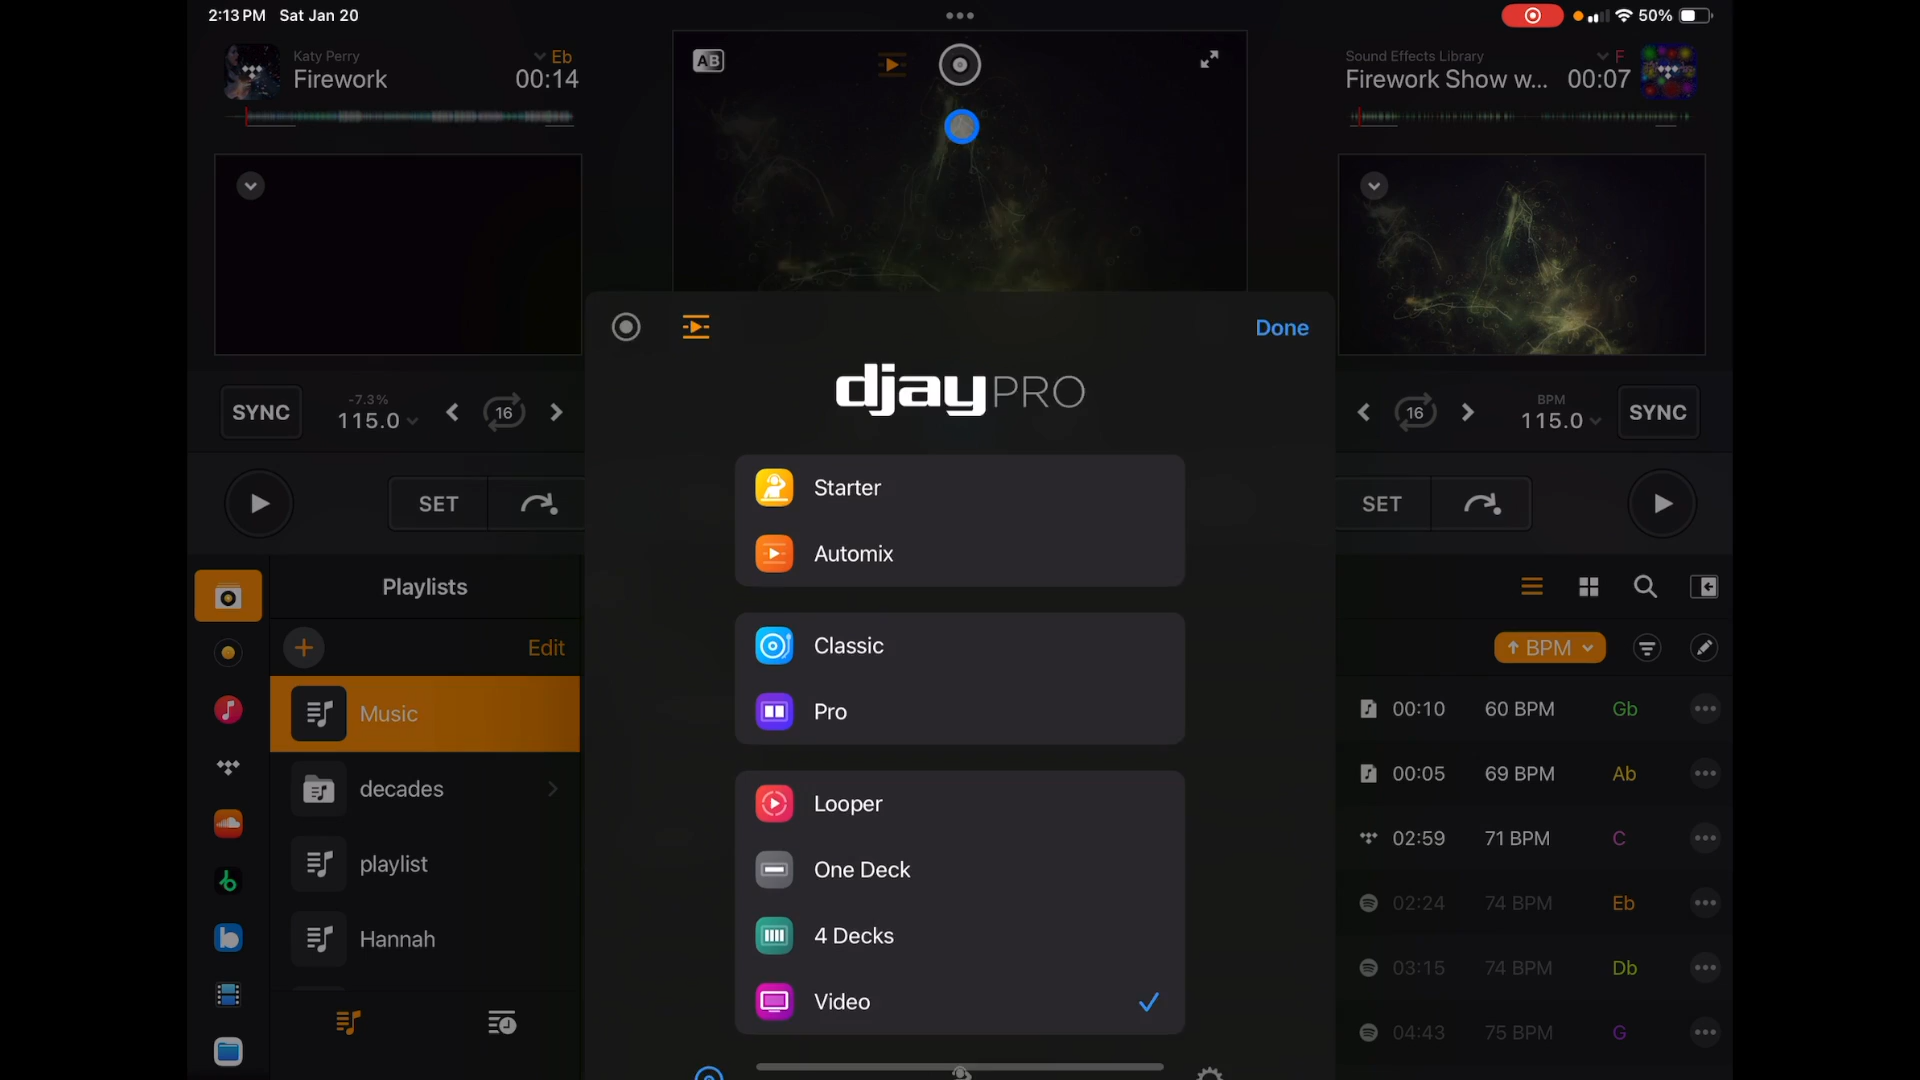 2:13 PM Sat Jan 20
50%
Katy Perry
Eb
Firework
00:14
AB
Sound Effects Library
F
Firework Show w...
00:07
Done
djay PRO
SYNC
-7.3%
115.0
16
16
BPM
115.0
SYNC
SET
SET
Starter
Automix
Classic
Pro
Looper
One Deck
4 Decks
Video
Playlists
Edit
Music
decades
playlist
Hannah
BPM
00:10 60 BPM Gb
00:05 69 BPM Ab
02:59 71 BPM C
02:24 74 BPM Eb
03:15 74 BPM Db
04:43 75 BPM G